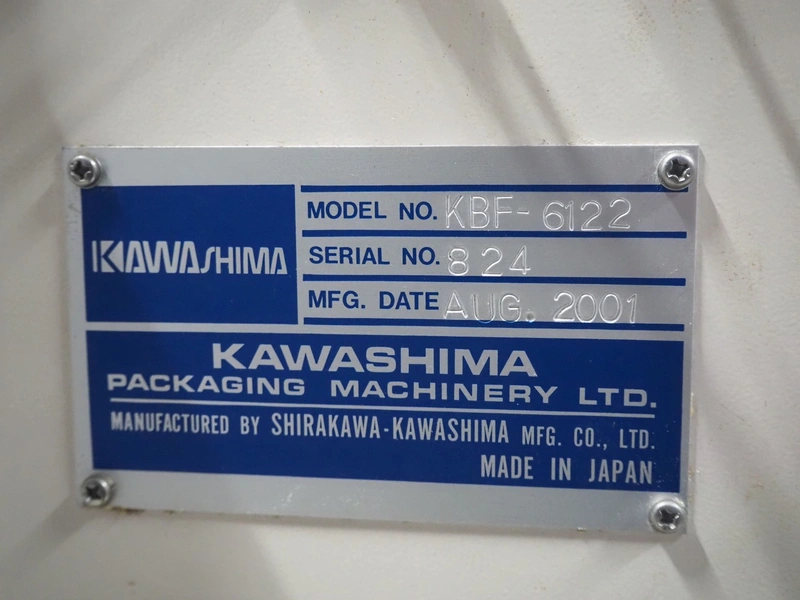 KAWASHIMA
MODEL NO. KBF-6122
SERIAL NO. 824
MFG. DATE AUG. 2001
KAWASHIMA
PACKAGING MACHINERY LTD.
MANUFACTURED BY SHIRAKAWA-KAWASHIMA MFG. CO., LTD.
MADE IN JAPAN